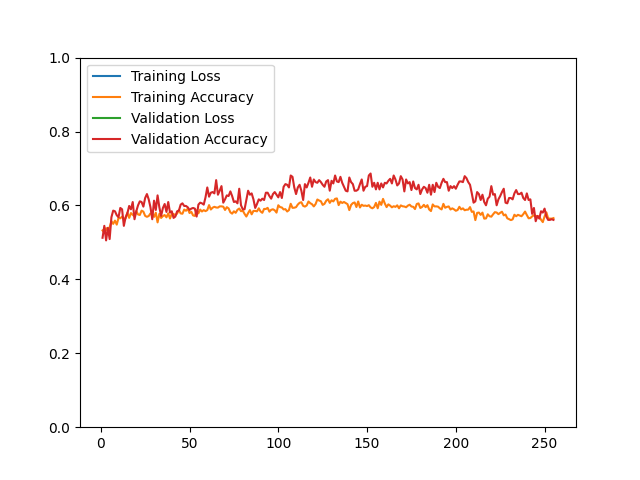 1.0
Training Loss
Training Accuracy
Validation Loss
Validation Accuracy
0.8
0.6
0.4
0.2
0.0
0 50 100 150 200 250